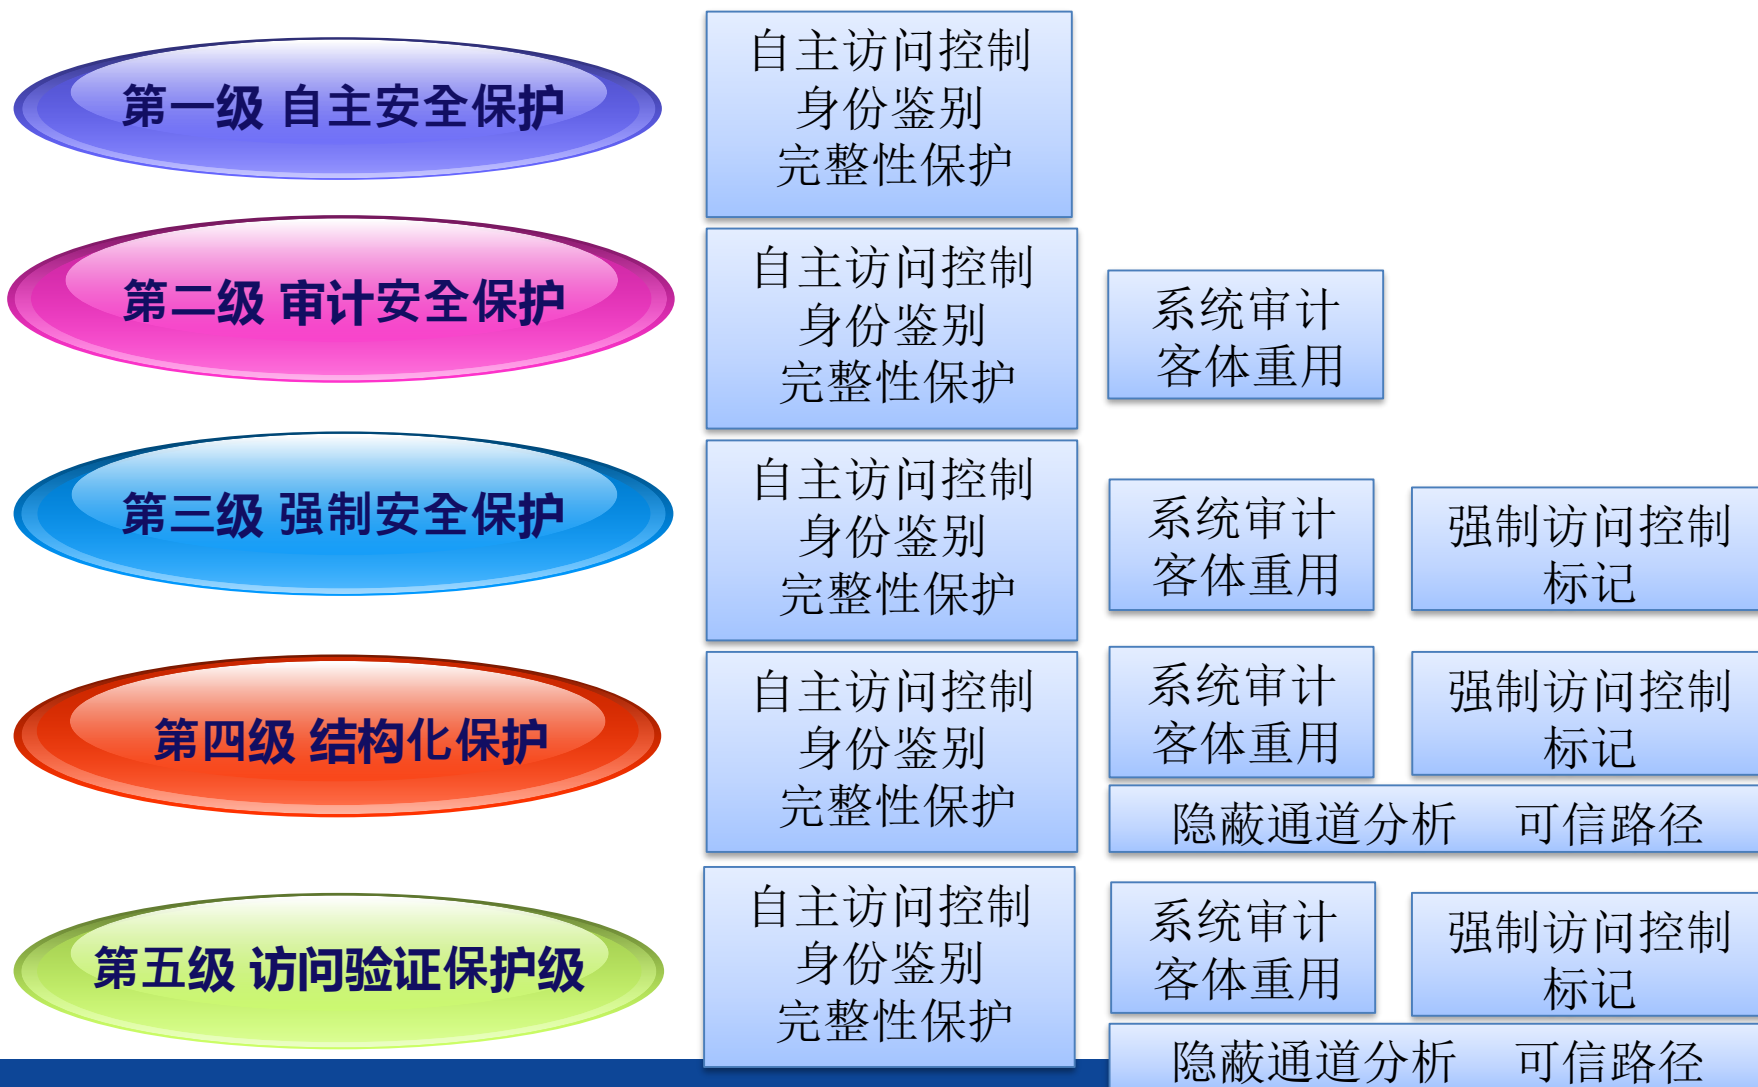 第一级 自主安全保护
自主访问控制
身份鉴别
完整性保护
第二级 审计安全保护
自主访问控制
身份鉴别
完整性保护
系统审计
客体重用
第三级 强制安全保护
自主访问控制
身份鉴别
完整性保护
系统审计
客体重用
强制访问控制
标记
第四级 结构化保护
自主访问控制
身份鉴别
完整性保护
系统审计
客体重用
强制访问控制
标记
隐蔽通道分析 可信路径
第五级 访问验证保护级
自主访问控制
身份鉴别
完整性保护
系统审计
客体重用
强制访问控制
标记
隐蔽通道分析 可信路径